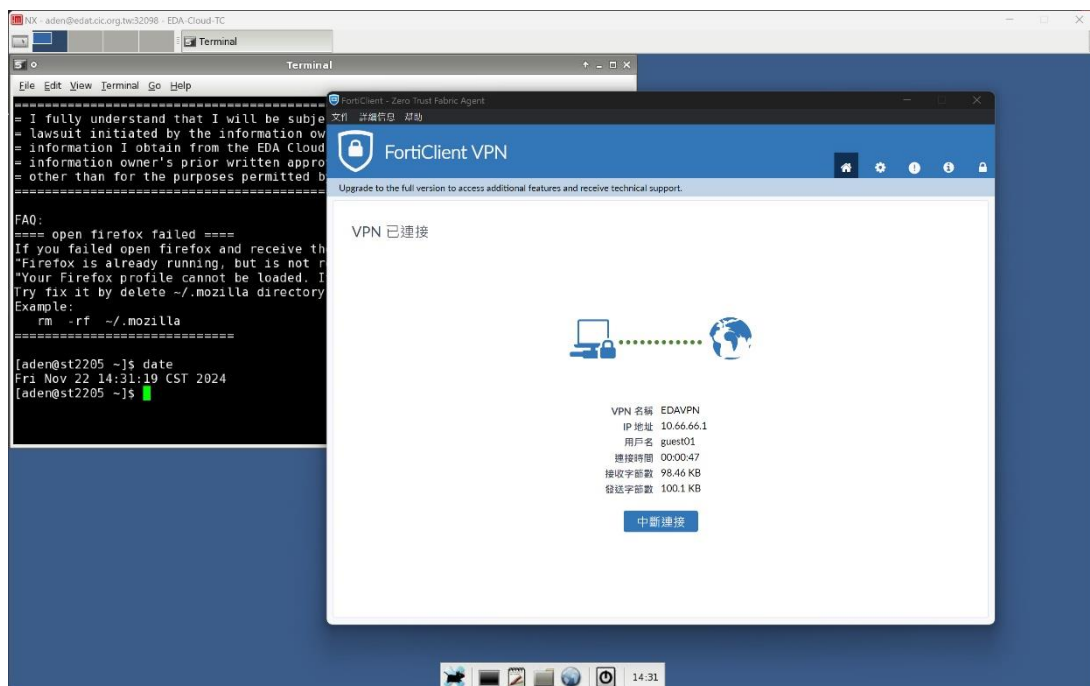 NX - aden@edat.cic.org.tw:32098 - EDA-Cloud-TC
Terminal
Terminal
File Edit View Terminal Go Help
=================================================
= I fully understand that I will be subje
= lawsuit initiated by the information ow
= information I obtain from the EDA Cloud
= information owner's prior written appro
= other than for the purposes permitted b
=================================================
FAQ:
==== open firefox failed ====
If you failed open firefox and receive th
"Firefox is already running, but is not r
"Your Firefox profile cannot be loaded. I
Try fix it by delete ~/.mozilla directory
Example:
rm -rf ~/.mozilla
==============================
[aden@st2205 ~]$ date
Fri Nov 22 14:31:19 CST 2024
[aden@st2205 ~]$
FortiClient - Zero Trust Fabric Agent
文件 詳細信息 幫助
FortiClient VPN
Upgrade to the full version to access additional features and receive technical support.
VPN 已連接
VPN 名稱 EDAVPN
IP 地址 10.66.66.1
用戶名 guest01
連接時間 00:00:47
接收字節數 98.46 KB
發送字節數 100.1 KB
中斷連接
14:31